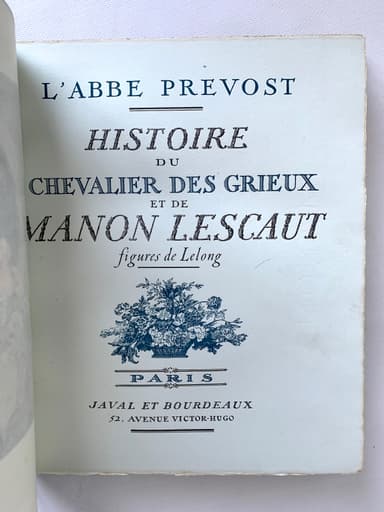 L'ABBE PREVOST
HISTOIRE
DU
CHEVALIER DES GRIEUX
ET DE
MANON LESCAUT
figures de Lelong
PARIS
JAVAL ET BOURDEAUX
52, AVENUE VICTOR-HUGO